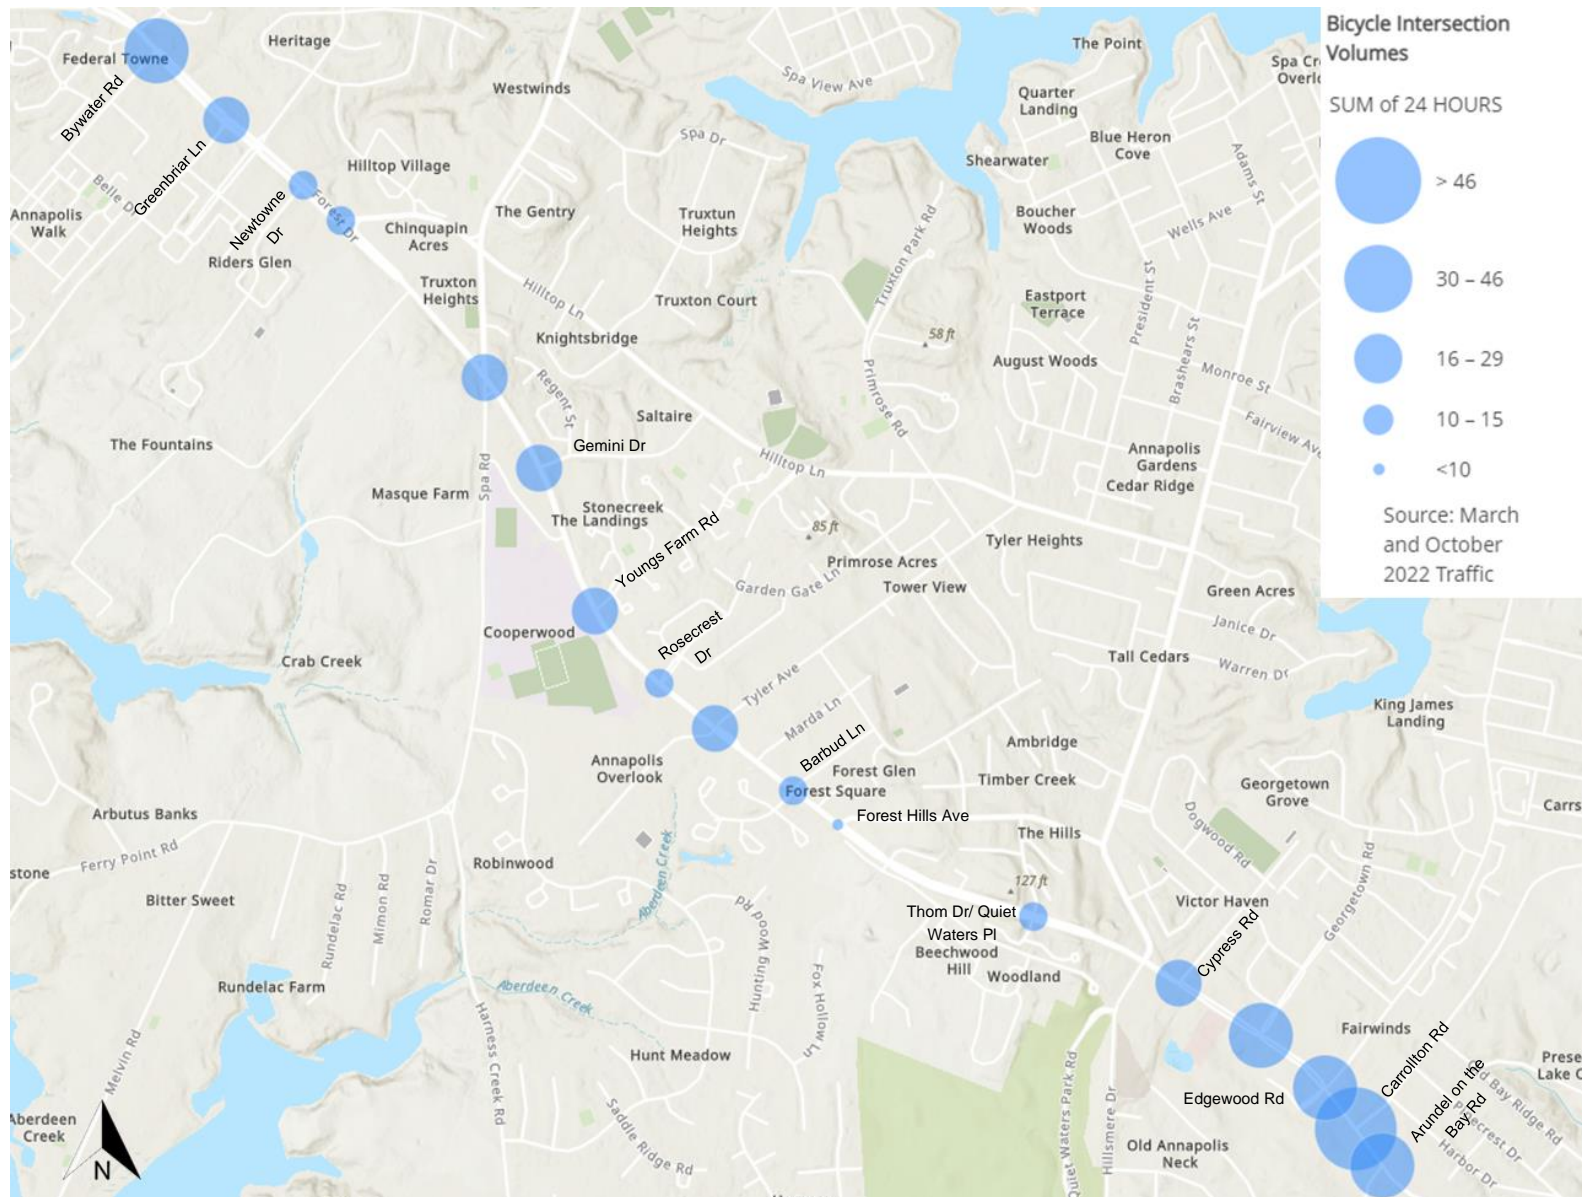 Bicycle Intersection
Volumes
SUM of 24 HOURS
> 46
30 – 46
16 – 29
10 – 15
<10
Source: March
and October
2022 Traffic
Federal Towne
Heritage
Bywater Rd
Westwinds
Spa View Ave
The Point
Spa Cr
Overl
Quarter
Landing
Greenbriar Ln
Spa Dr
Blue Heron
Cove
Shearwater
Adams St
Hilltop Village
Belle D
Annapolis
Walk
Newtowne
Dr
Forest Dr
Riders Glen
Chinquapin
Acres
The Gentry
Truxtun
Heights
Boucher
Woods
Wells Ave
Truxton
Heights
Hilltop Ln
Truxton Court
Truxton Park Rd
Eastport
Terrace
President St
Knightsbridge
58 ft
August Woods
Brashears St
Monroe St
Regent St
Primrose Rd
Saltaire
Fairview Ave
The Fountains
Gemini Dr
Hilltop Ln
Annapolis
Gardens
Cedar Ridge
Masque Farm
Spa Rd
Stonecreek
The Landings
Youngs Farm Rd
85 ft
Tyler Heights
Primrose Acres
Garden Gate Ln
Tower View
Green Acres
Cooperwood
Rosecrest
Dr
Janice Dr
Crab Creek
Tall Cedars
Warren Dr
Tyler Ave
Marda Ln
King James
Landing
Annapolis
Overlook
Barbud Ln
Ambridge
Forest Glen
Forest Square
Timber Creek
Georgetown
Grove
Arbutus Banks
Forest Hills Ave
The Hills
Dogwood Rd
Carrs
Ferry Point Rd
stone
Robinwood
Aberdeen Creek
127 ft
Georgetown Rd
Bitter Sweet
Rundelac Rd
Mimon Rd
Romar Dr
Hunting Wood Rd
Thom Dr/ Quiet
Waters Pl
Victor Haven
Cypress Rd
Beechwood
Hill
Woodland
Rundelac Farm
Aberdeen Creek
Fox Hollow Ln
Harness Creek Rd
Hunt Meadow
Fairwinds
Melvin Rd
Carrollton Rd
Prese
Lake C
Edgewood Rd
Arundel on the
Bay Rd
Old Bay Ridge Rd
Aberdeen
Creek
Saddle Ridge Rd
Quiet Waters Park Rd
Hillsmere Dr
Old Annapolis
Neck
Harbor Dr
N